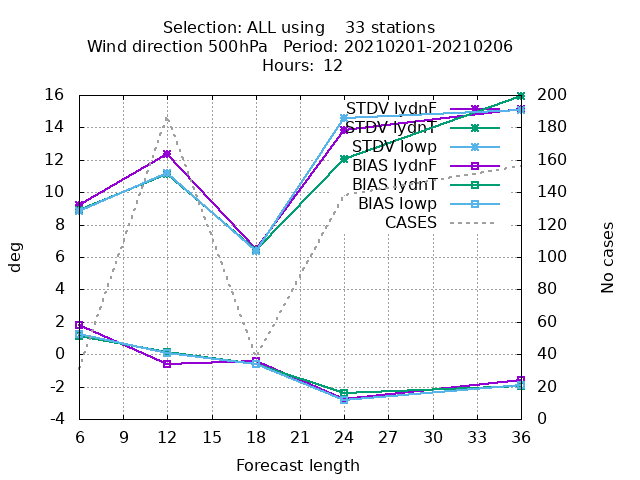 Selection: ALL using    33 stations
Wind direction 500hPa   Period: 20210201-20210206
Hours: 12
16 200
STDV lydnF
14 STDV lydnT 180
STDV lowp
12 BIAS lydnF 160
BIAS lydnT
10 BIAS lowp 140
CASES
8 120
6 100
deg No cases
4 80
2 60
0 40
-2 20
-4 0
6 9 12 15 18 21 24 27 30 33 36
Forecast length